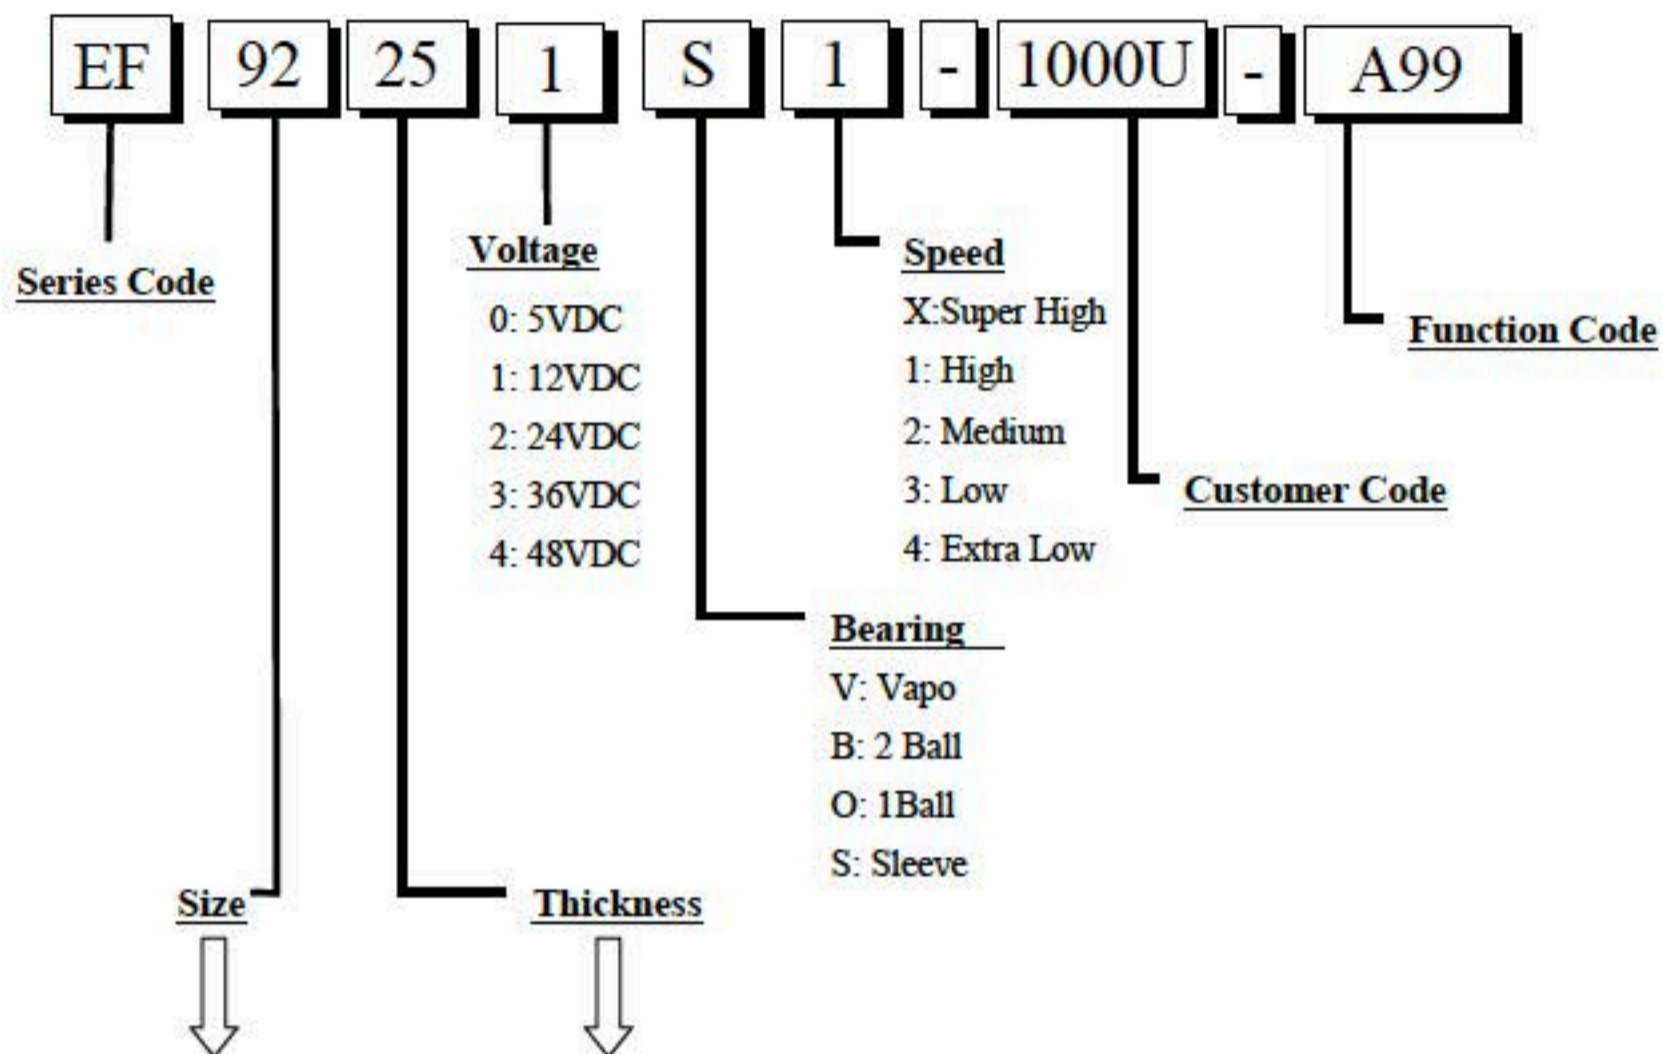 EF 92 25 1 S 1 - 1000U - A99
Series Code
Voltage
0: 5VDC
1: 12VDC
2: 24VDC
3: 36VDC
4: 48VDC
Speed
X:Super High
1: High
2: Medium
3: Low
4: Extra Low
Function Code
Customer Code
Bearing
V: Vapo
B: 2 Ball
O: 1Ball
S: Sleeve
Size
Thickness